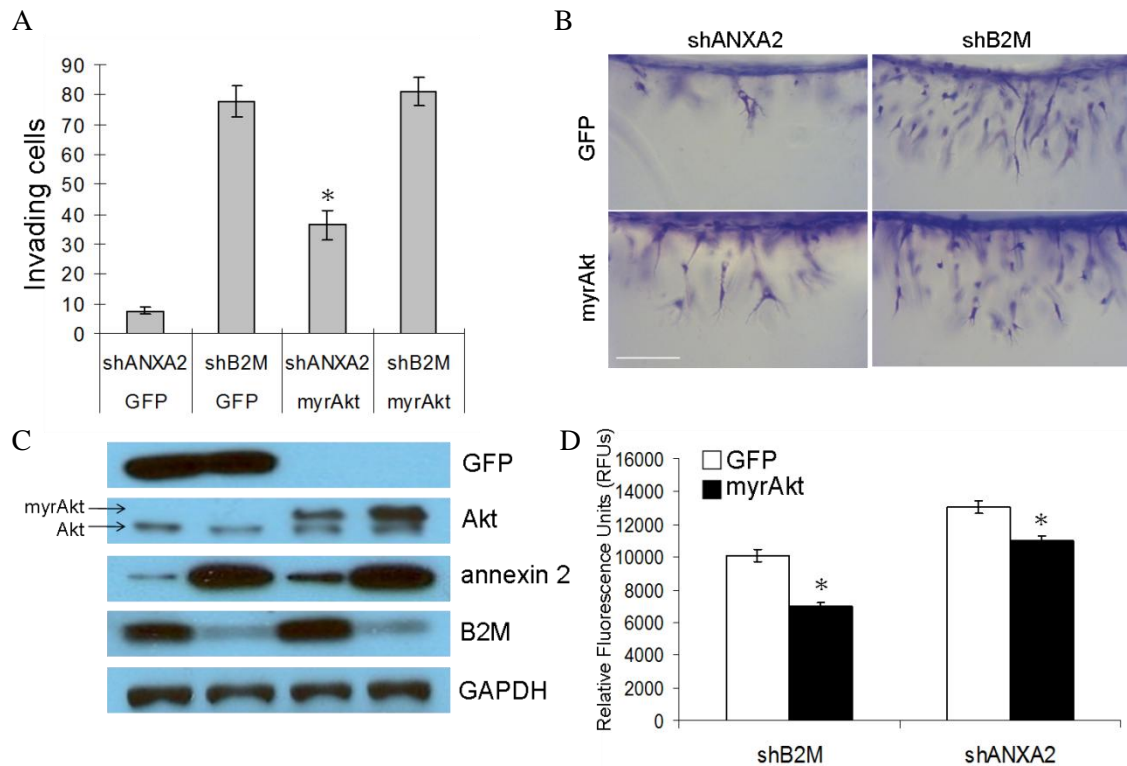 A
Invading cells
90
80
70
60
50
40
30
20
10
0
*
shANXA2 shB2M shANXA2 shB2M
GFP GFP myrAkt myrAkt
B
shANXA2 shB2M
GFP
myrAkt
C
GFP
myrAkt
Akt
Akt
annexin 2
B2M
GAPDH
D
Relative Fluorescence Units (RFUs)
16000
14000
12000
10000
8000
6000
4000
2000
0
GFP
myrAkt
*
*
shB2M shANXA2